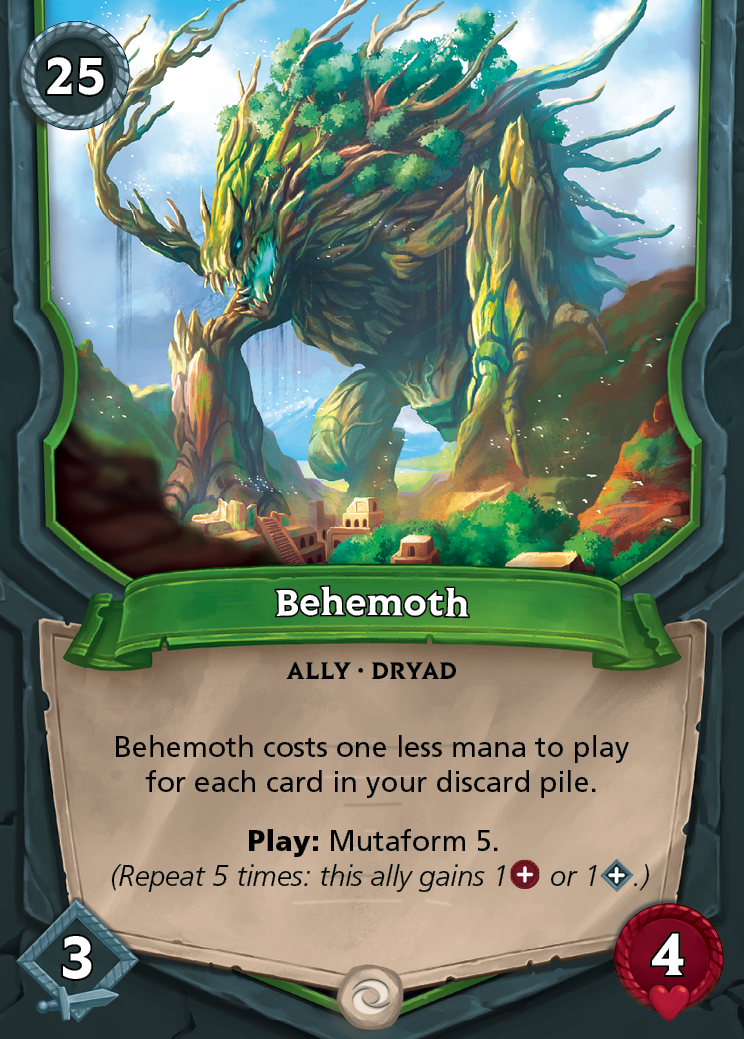 25
Behemoth
ALLY · DRYAD
Behemoth costs one less mana to play
for each card in your discard pile.
Play: Mutaform 5.
(Repeat 5 times: this ally gains 1+ or 1+.)
3
4